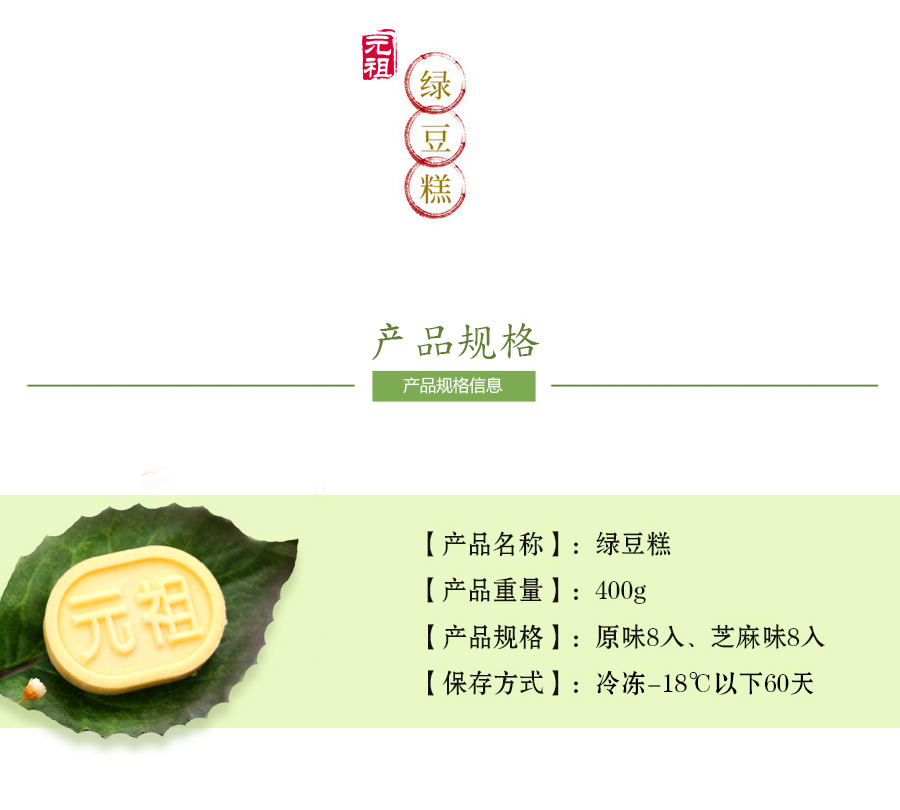 元祖
绿豆糕
产品规格
产品规格信息
元祖
【产品名称】：绿豆糕
【产品重量】：400g
【产品规格】：原味8入、芝麻味8入
【保存方式】：冷冻-18℃以下60天